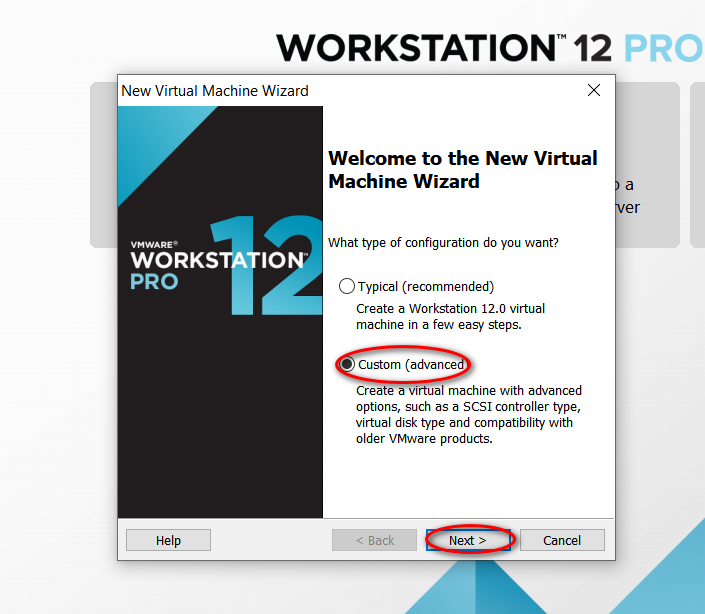 WORKSTATION™ 12 PRO
New Virtual Machine Wizard
Welcome to the New Virtual
Machine Wizard
12
VMWARE®
WORKSTATION™
PRO
What type of configuration do you want?
Typical (recommended)
Create a Workstation 12.0 virtual
machine in a few easy steps.
Custom (advanced
Create a virtual machine with advanced
options, such as a SCSI controller type,
virtual disk type and compatibility with
older VMware products.
o a
rver
Help
< Back
Next >
Cancel